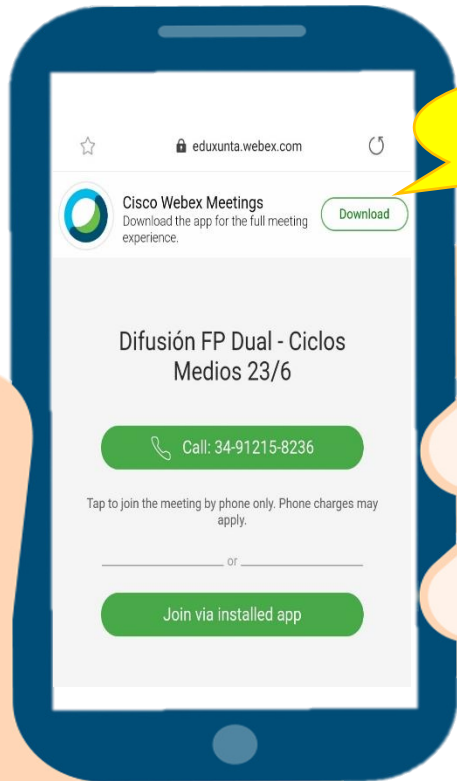 eduxunta.webex.com
Cisco Webex Meetings
Download the app for the full meeting
experience.
Download
Difusión FP Dual - Ciclos
Medios 23/6
Call: 34-91215-8236
Tap to join the meeting by phone only. Phone charges may
apply.
or
Join via installed app